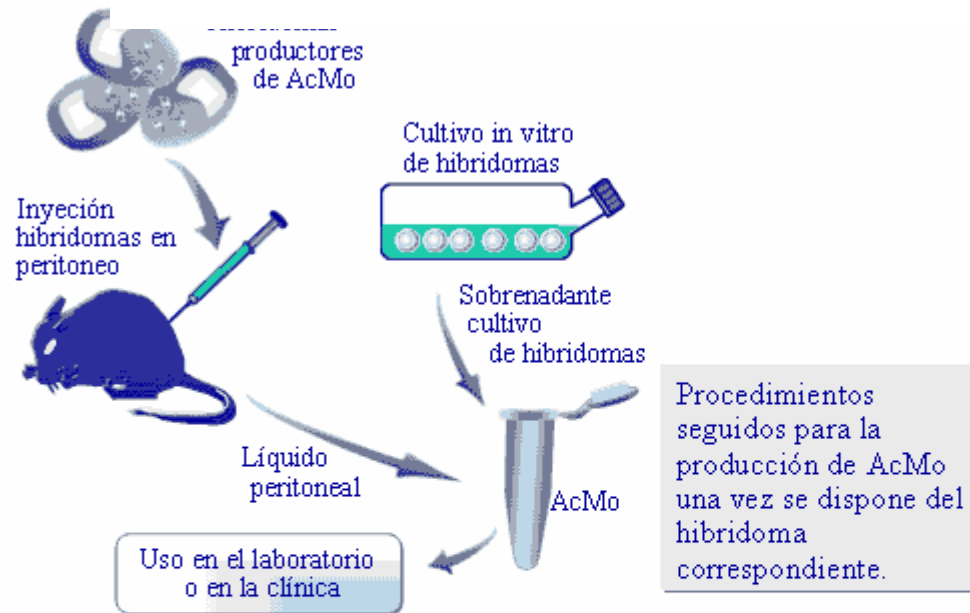 productores
de AcMo
Cultivo in vitro
de hibridomas
Inyeción
hibridomas en
peritoneo
Sobrenadante
cultivo
de hibridomas
Líquido
peritoneal
AcMo
Uso en el laboratorio
o en la clínica
Procedimientos
seguidos para la
producción de AcMo
una vez se dispone del
hibridoma
correspondiente.